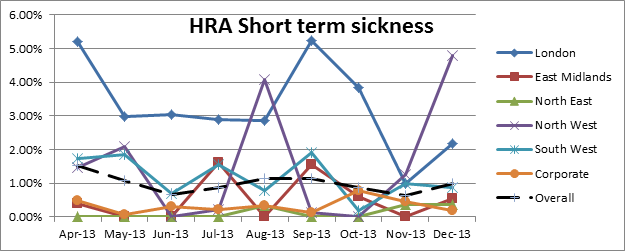 HRA Short term sickness
6.00%
5.00%
4.00%
3.00%
2.00%
1.00%
0.00%
Apr-13 May-13 Jun-13 Jul-13 Aug-13 Sep-13 Oct-13 Nov-13 Dec-13
London
East Midlands
North East
North West
South West
Corporate
Overall